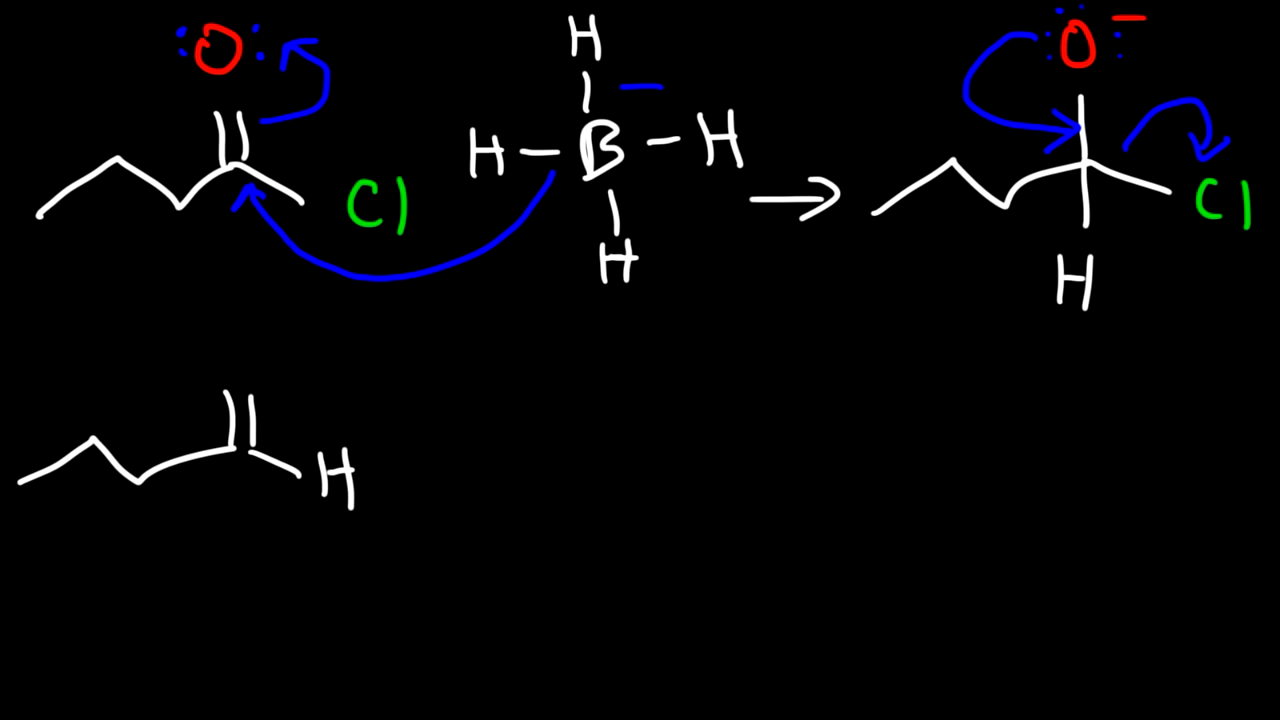 H
:O: − :O: −
H − B − H
Cl → Cl
H H
H